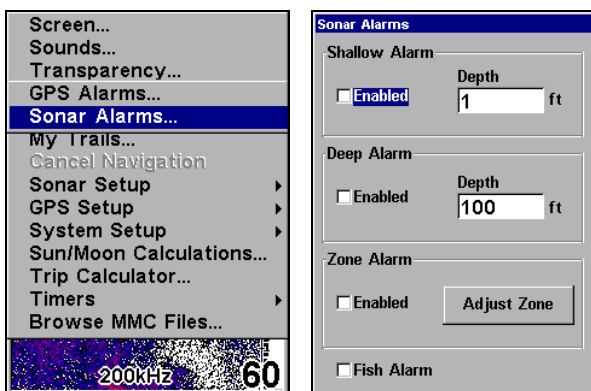 Screen...
Sounds...
Transparency...
GPS Alarms...
Sonar Alarms...
My Trails...
Cancel Navigation
Sonar Setup
GPS Setup
System Setup
Sun/Moon Calculations...
Trip Calculator...
Timers
Browse MMC Files...
200kHz 60
Sonar Alarms
Shallow Alarm
Depth
Enabled 1 ft
Deep Alarm
Depth
Enabled 100 ft
Zone Alarm
Enabled Adjust Zone
Fish Alarm